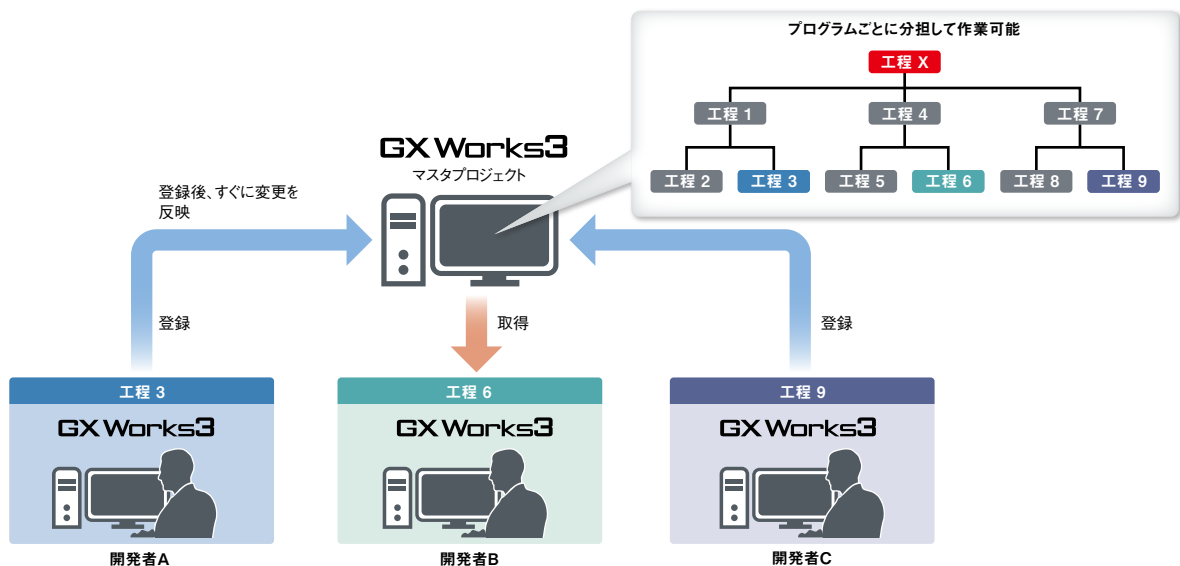 プログラムごとに分担して作業可能
工程 X
工程 1
工程 4
工程 7
工程 2
工程 3
工程 5
工程 6
工程 8
工程 9
GX Works3
マスタプロジェクト
登録後、すぐに変更を
反映
登録
取得
登録
工程 3
GX Works3
開発者A
工程 6
GX Works3
開発者B
工程 9
GX Works3
開発者C